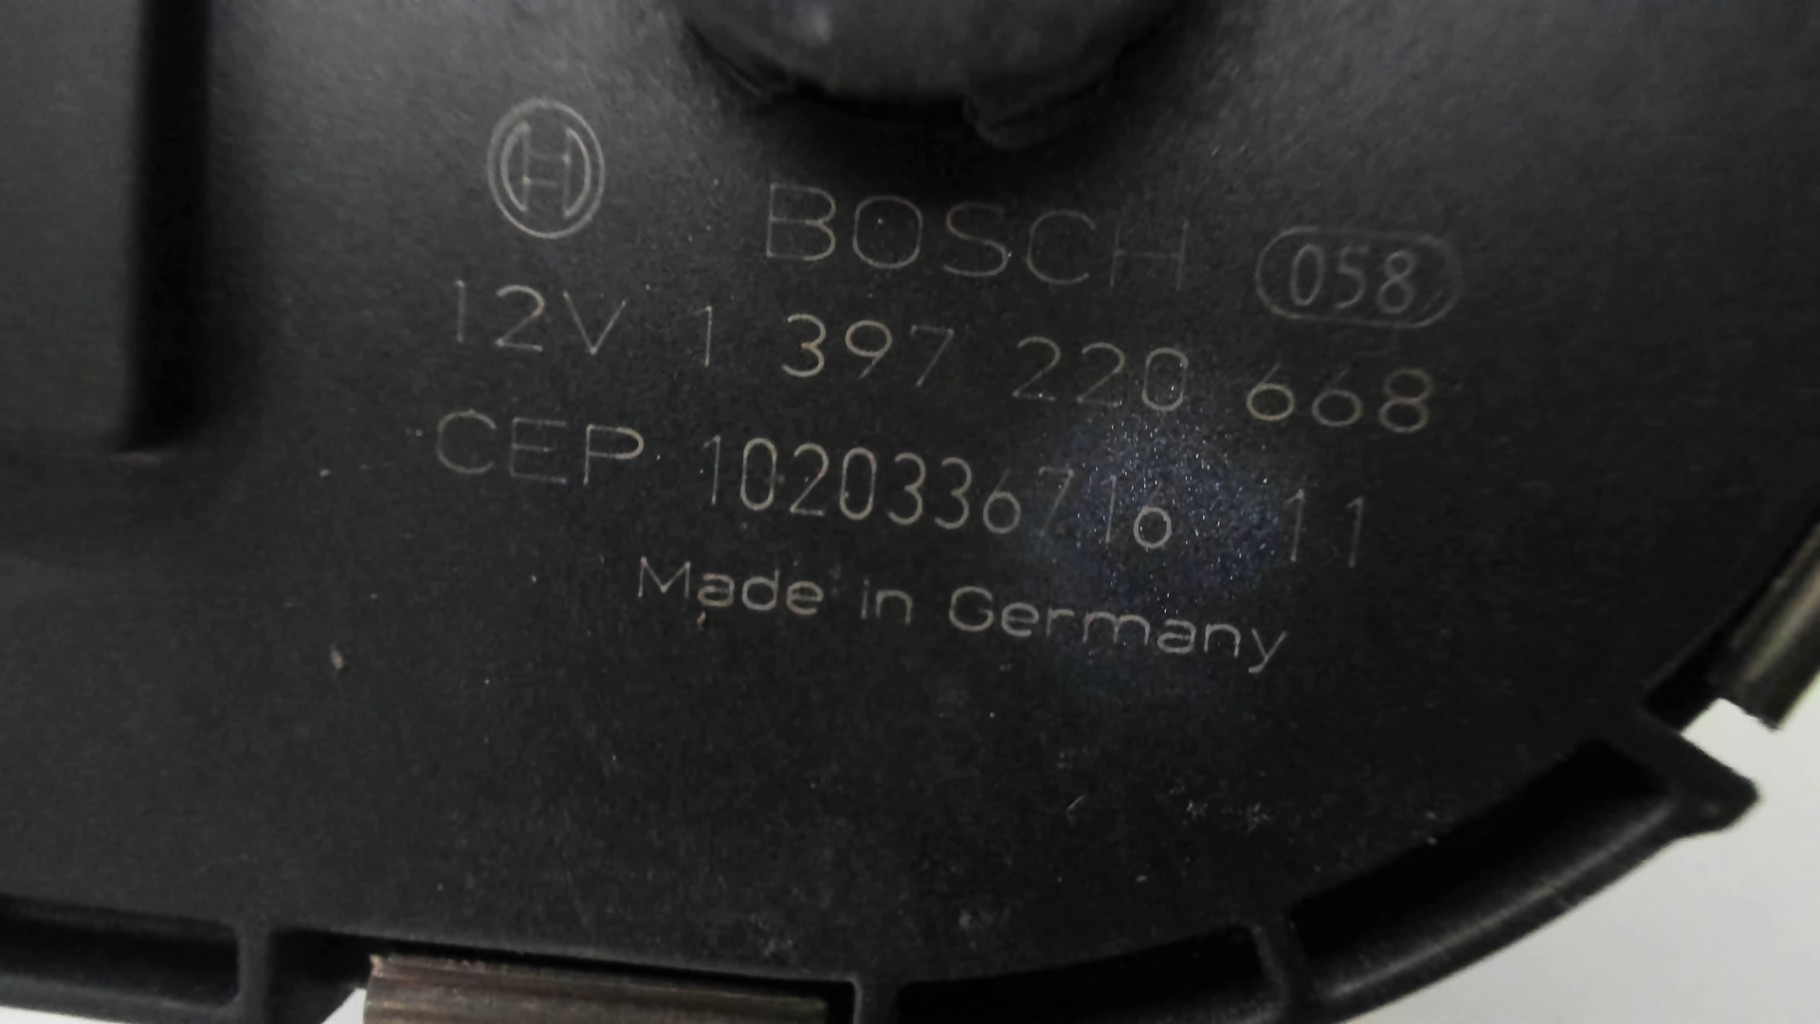 BOSCH 058
12V 1 397 220 668
CEP 1020336716 11
Made in Germany